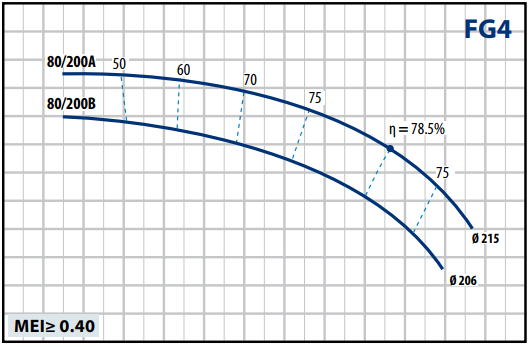 FG4
80/200A
50
60
70
75
80/200B
η = 78.5%
75
Ø 215
Ø 206
MEI≥ 0.40